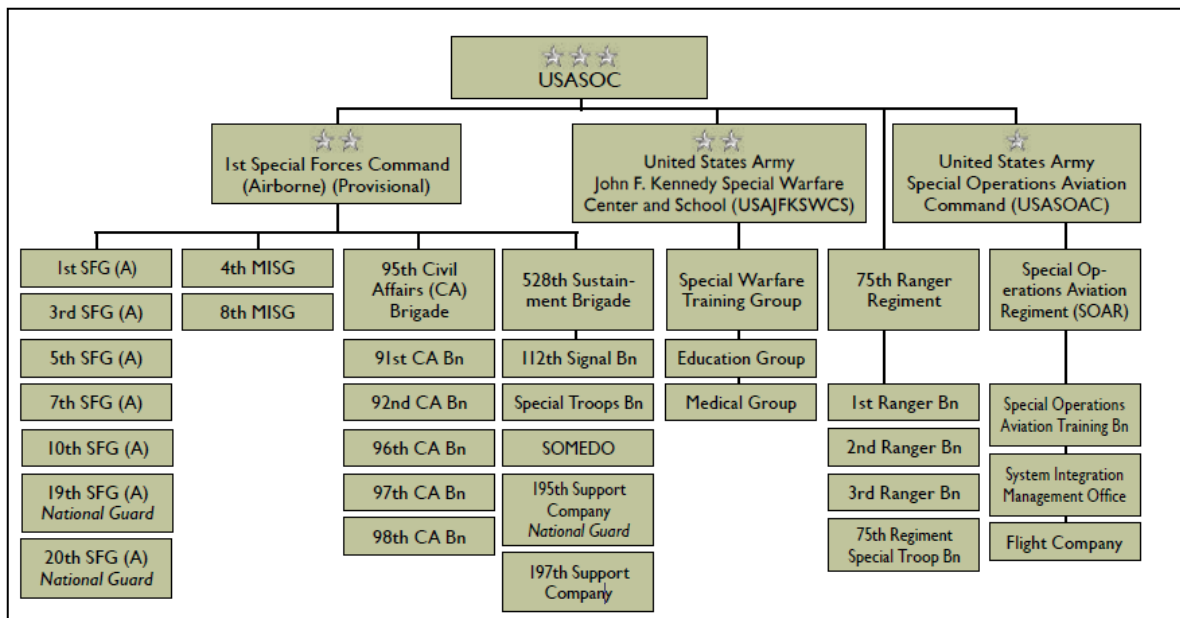 USASOC
1st Special Forces Command
(Airborne) (Provisional)
United States Army
John F. Kennedy Special Warfare
Center and School (USAJFKSWCS)
United States Army
Special Operations Aviation
Command (USASOAC)
1st SFG (A)
3rd SFG (A)
5th SFG (A)
7th SFG (A)
10th SFG (A)
19th SFG (A)
National Guard
20th SFG (A)
National Guard
4th MISG
8th MISG
95th Civil
Affairs (CA)
Brigade
91st CA Bn
92nd CA Bn
96th CA Bn
97th CA Bn
98th CA Bn
528th Sustain-
ment Brigade
112th Signal Bn
Special Troops Bn
SOMEDO
195th Support
Company
National Guard
197th Support
Company
Special Warfare
Training Group
Education Group
Medical Group
75th Ranger
Regiment
1st Ranger Bn
2nd Ranger Bn
3rd Ranger Bn
75th Regiment
Special Troop Bn
Special Op-
erations Aviation
Regiment (SOAR)
Special Operations
Aviation Training Bn
System Integration
Management Office
Flight Company